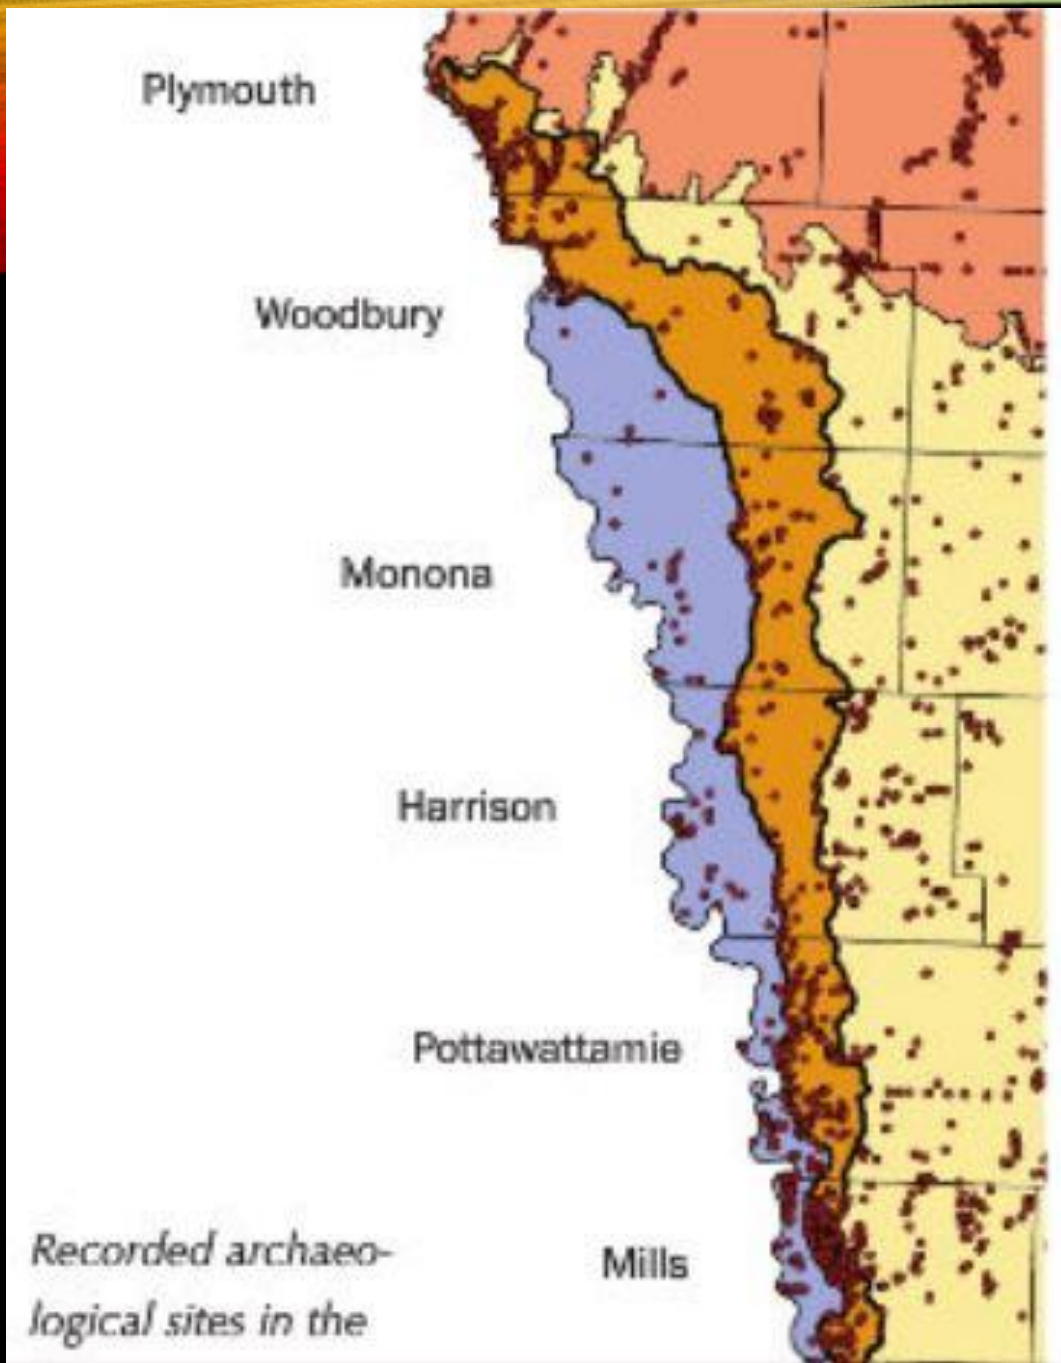 Plymouth
Woodbury
Monona
Harrison
Pottawattamie
Mills
Recorded archaeo-
logical sites in the